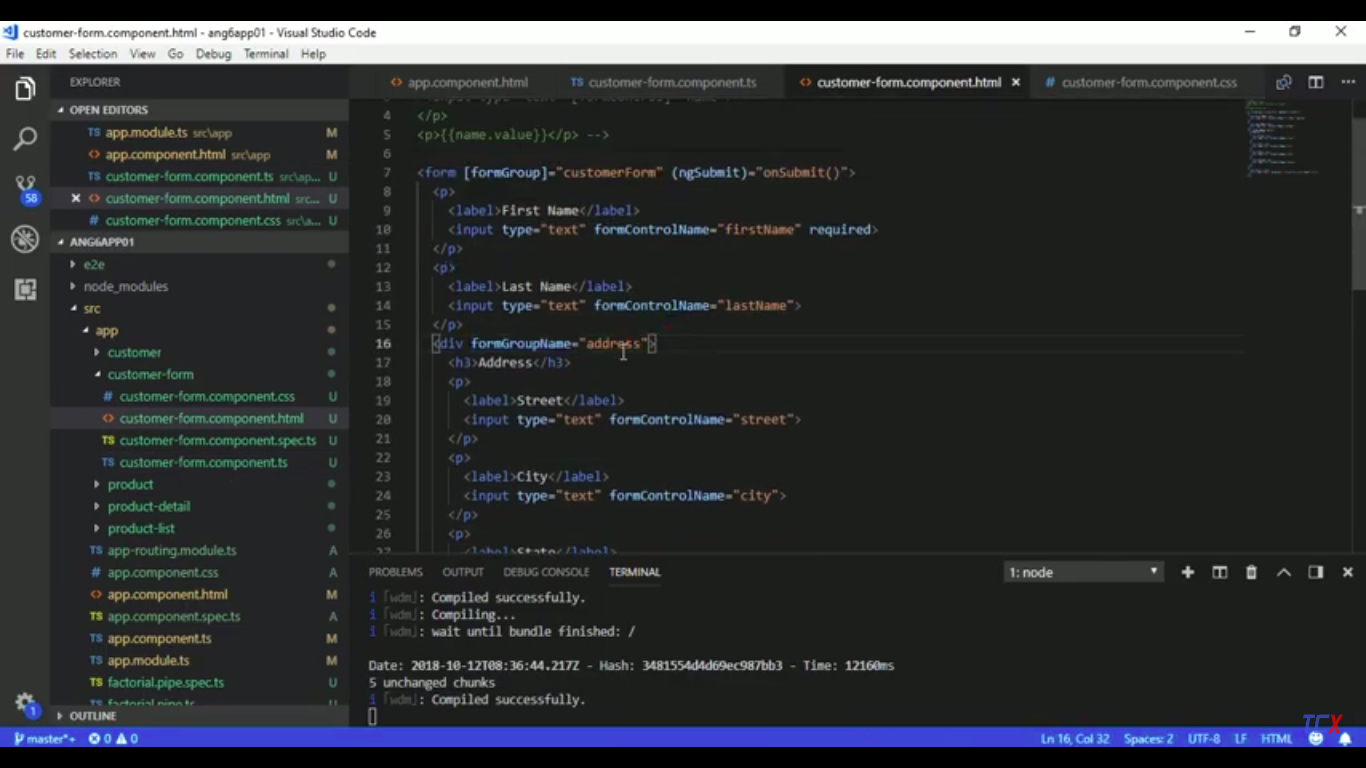 customer-form.component.html - ang6app01 - Visual Studio Code
File Edit Selection View Go Debug Terminal Help
EXPLORER
OPEN EDITORS
TS app.module.ts src\app M
<> app.component.html src\app M
TS customer-form.component.ts src\ap... U
<> customer-form.component.html src... U
# customer-form.component.css src\a... U
ANG6APP01
e2e
node_modules
src
app
customer
customer-form
# customer-form.component.css U
<> customer-form.component.html U
TS customer-form.component.spec.ts U
TS customer-form.component.ts U
product
product-detail
product-list
TS app-routing.module.ts A
# app.component.css A
<> app.component.html M
TS app.component.spec.ts U
TS app.component.ts M
TS app.module.ts M
TS factorial.pipe.spec.ts U
TS factorial.pipe.ts U
OUTLINE
58
1
<> app.component.html TS customer-form.component.ts <> customer-form.component.html # customer-form.component.css
4 </p>
5 <p>{{name.value}}</p> -->
6
7 <form [formGroup]="customerForm" (ngSubmit)="onSubmit()">
8 <p>
9 <label>First Name</label>
10 <input type="text" formControlName="firstName" required>
11 </p>
12 <p>
13 <label>Last Name</label>
14 <input type="text" formControlName="lastName">
15 </p>
16 <div formGroupName="address">
17 <h3>Address</h3>
18 <p>
19 <label>Street</label>
20 <input type="text" formControlName="street">
21 </p>
22 <p>
23 <label>City</label>
24 <input type="text" formControlName="city">
25 </p>
26 <p>
27 <label>State</label>
PROBLEMS OUTPUT DEBUG CONSOLE TERMINAL 1: node
i ｢wdm｣: Compiled successfully.
i ｢wdm｣: Compiling...
i ｢wdm｣: wait until bundle finished: /
Date: 2018-10-12T08:36:44.217Z - Hash: 3481554d4d69ec987bb3 - Time: 12160ms
5 unchanged chunks
i ｢wdm｣: Compiled successfully.
TCX
master*+ 0 0 Ln 16, Col 32 Spaces: 2 UTF-8 LF HTML